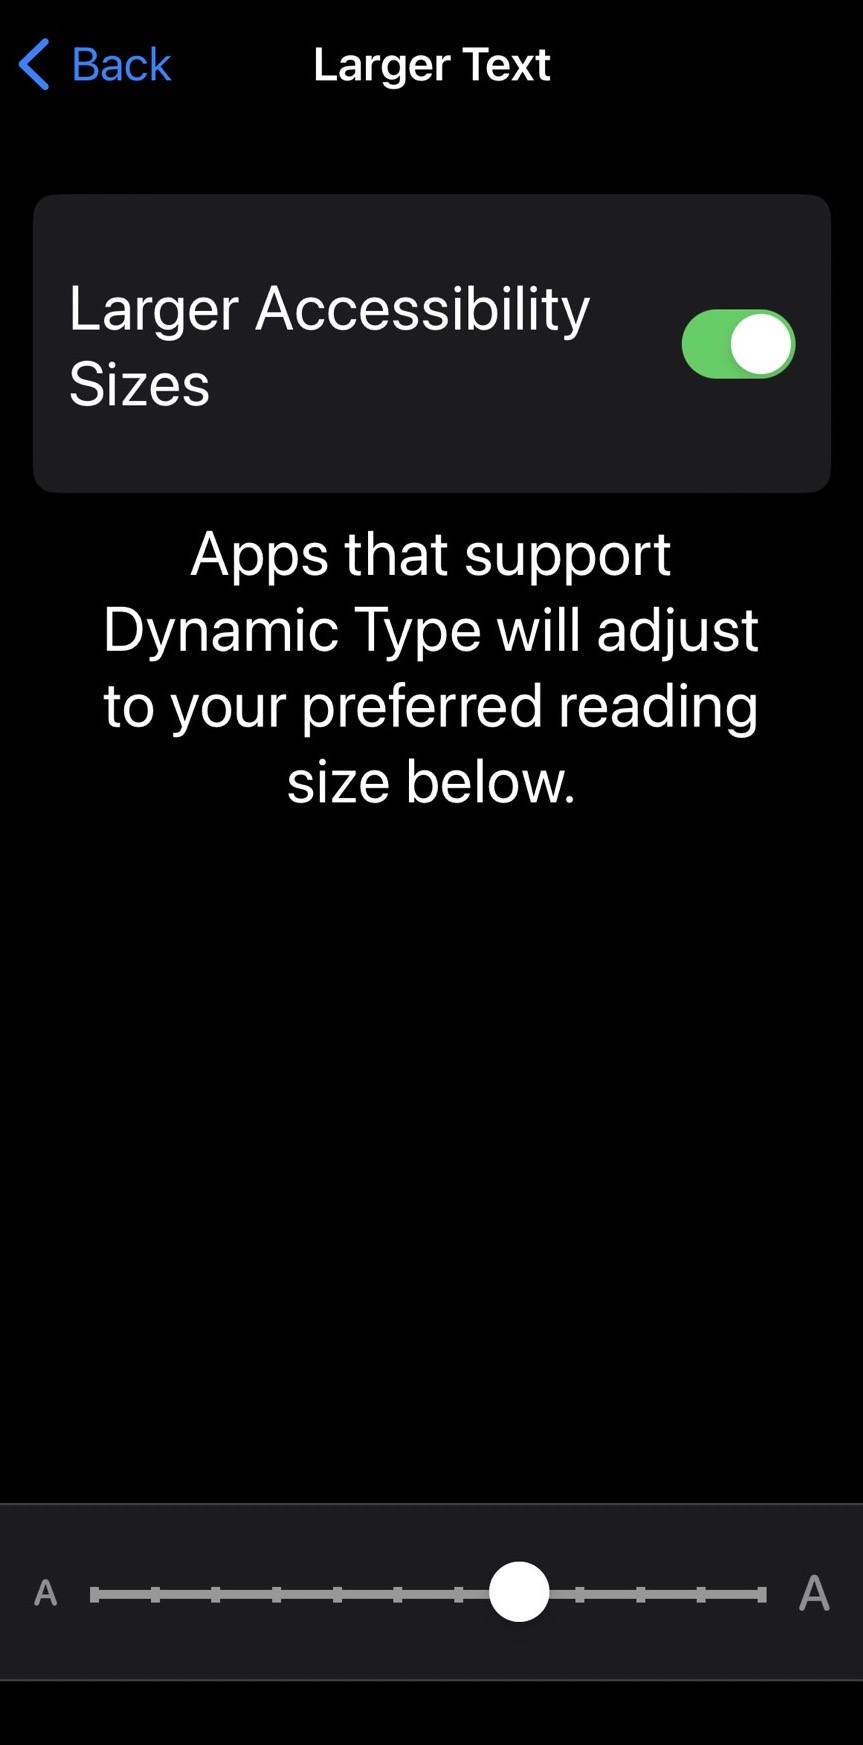 Back
Larger Text
Larger Accessibility
Sizes
Apps that support
Dynamic Type will adjust
to your preferred reading
size below.
A
A